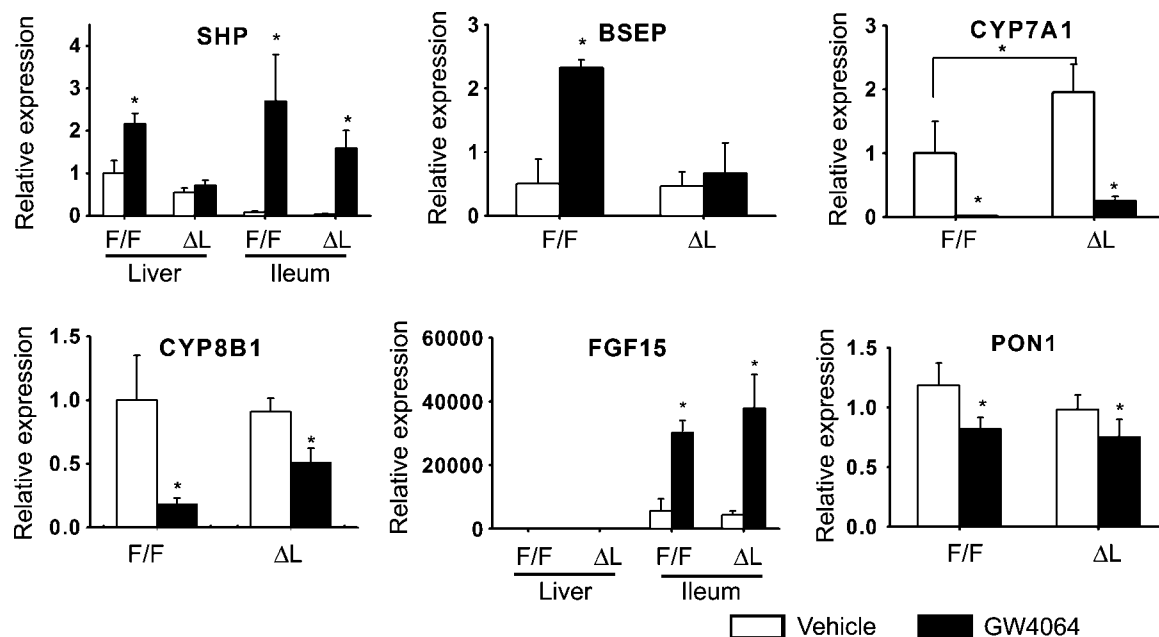 SHP
Relative expression
4
3
2
1
0
*
*
*
F/F ΔL F/F ΔL
Liver Ileum
BSEP
Relative expression
3
2
1
0
*
F/F ΔL
CYP7A1
Relative expression
3
2
1
0
*
*
*
F/F ΔL
CYP8B1
Relative expression
1.5
1.0
0.5
0.0
*
*
F/F ΔL
FGF15
Relative expression
60000
40000
20000
0
*
*
F/F ΔL F/F ΔL
Liver Ileum
PON1
Relative expression
1.5
1.0
0.5
0.0
*
*
F/F ΔL
Vehicle GW4064